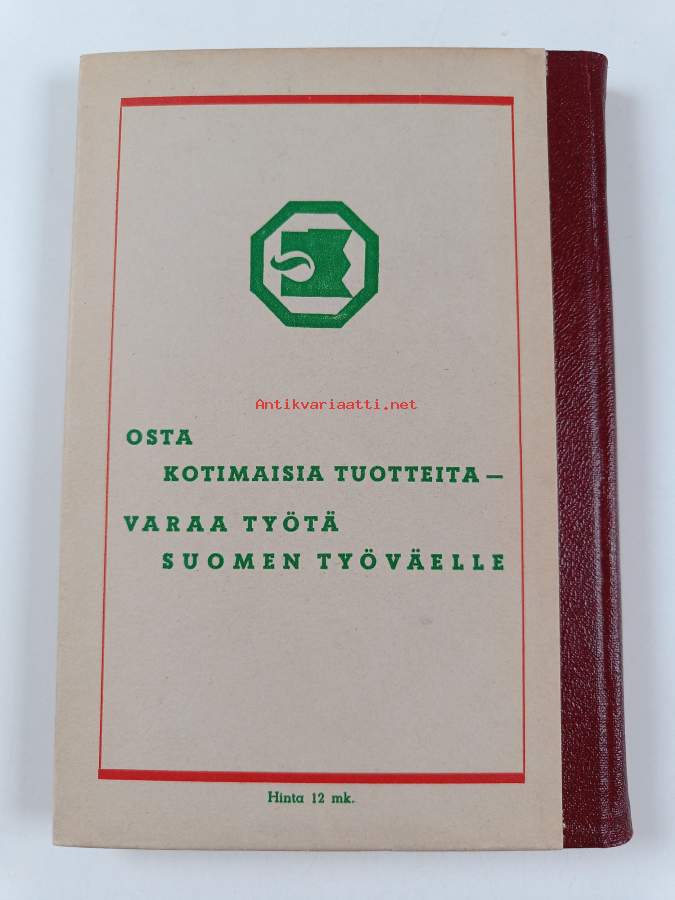 Antikvariaatti.net
OSTA
KOTIMAISIA TUOTTEITA —
VARAA TYÖTÄ
SUOMEN TYÖVÄELLE
Hinta 12 mk.